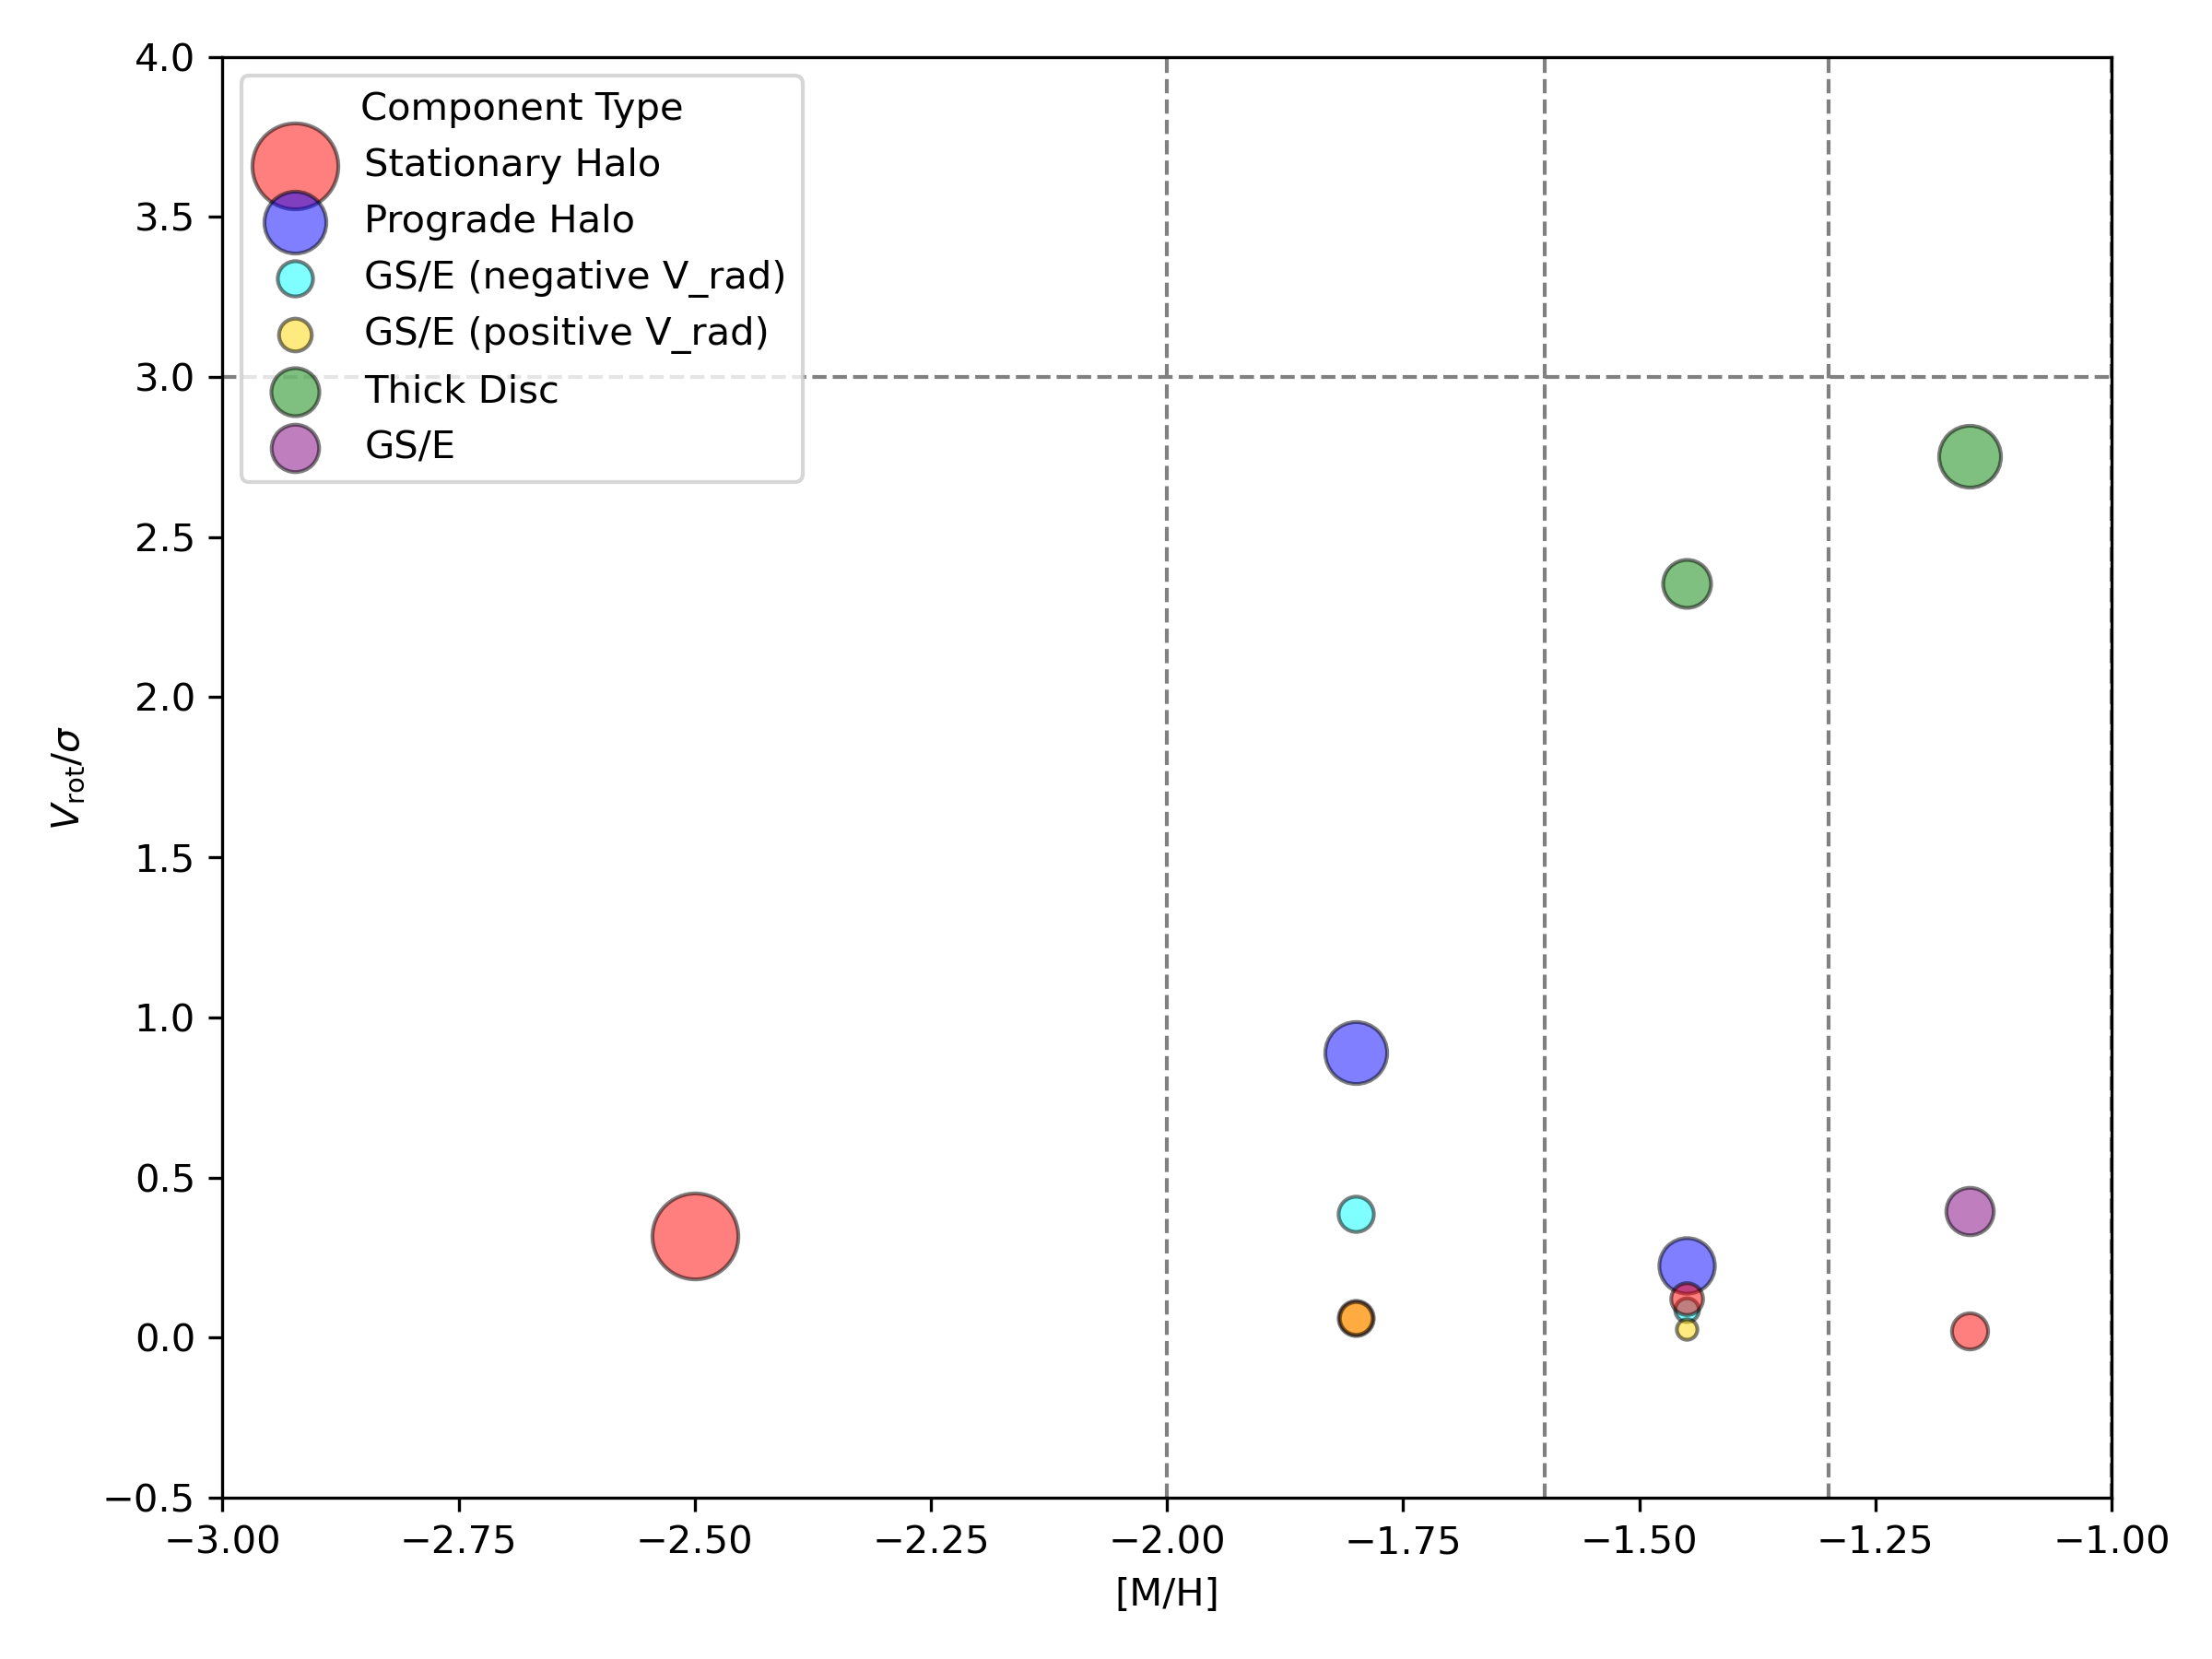 4.0
3.5
3.0
2.5
2.0
1.5
1.0
0.5
0.0
−0.5
V_rot/σ
Component Type
Stationary Halo
Prograde Halo
GS/E (negative V_rad)
GS/E (positive V_rad)
Thick Disc
GS/E
−3.00 −2.75 −2.50 −2.25 −2.00 −1.75 −1.50 −1.25 −1.00
[M/H]